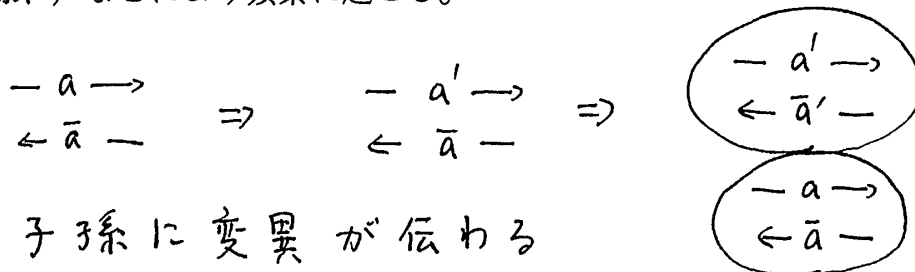 — a → ⇒ — a' → ⇒ — a' →
← ā — ← ā — ← ā' —
— a →
子孫に変異が伝わる ← ā —